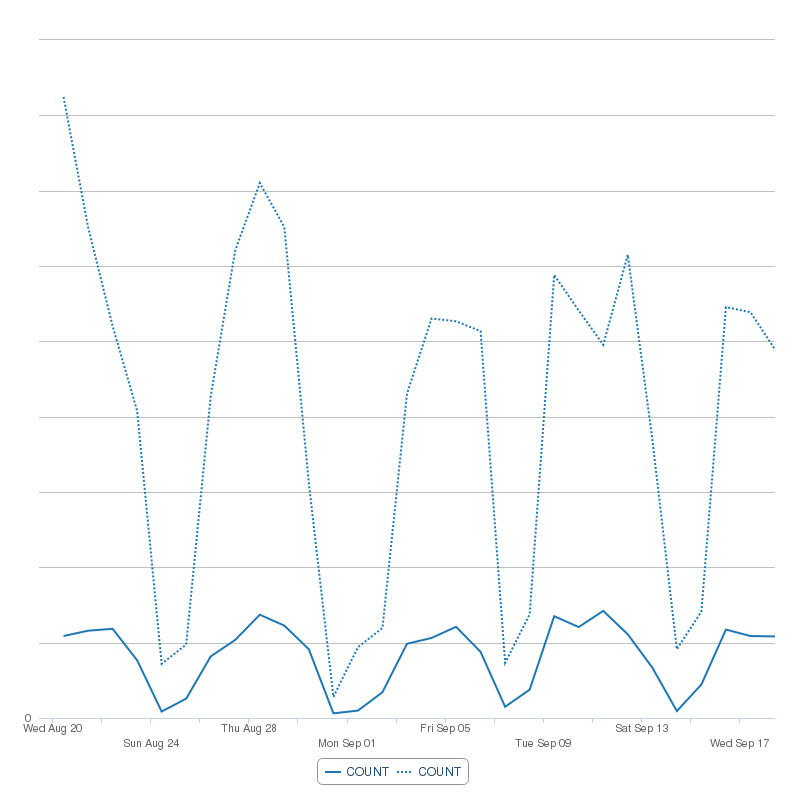 0
Wed Aug 20
Sun Aug 24
Thu Aug 28
Mon Sep 01
Fri Sep 05
Tue Sep 09
Sat Sep 13
Wed Sep 17
COUNT COUNT